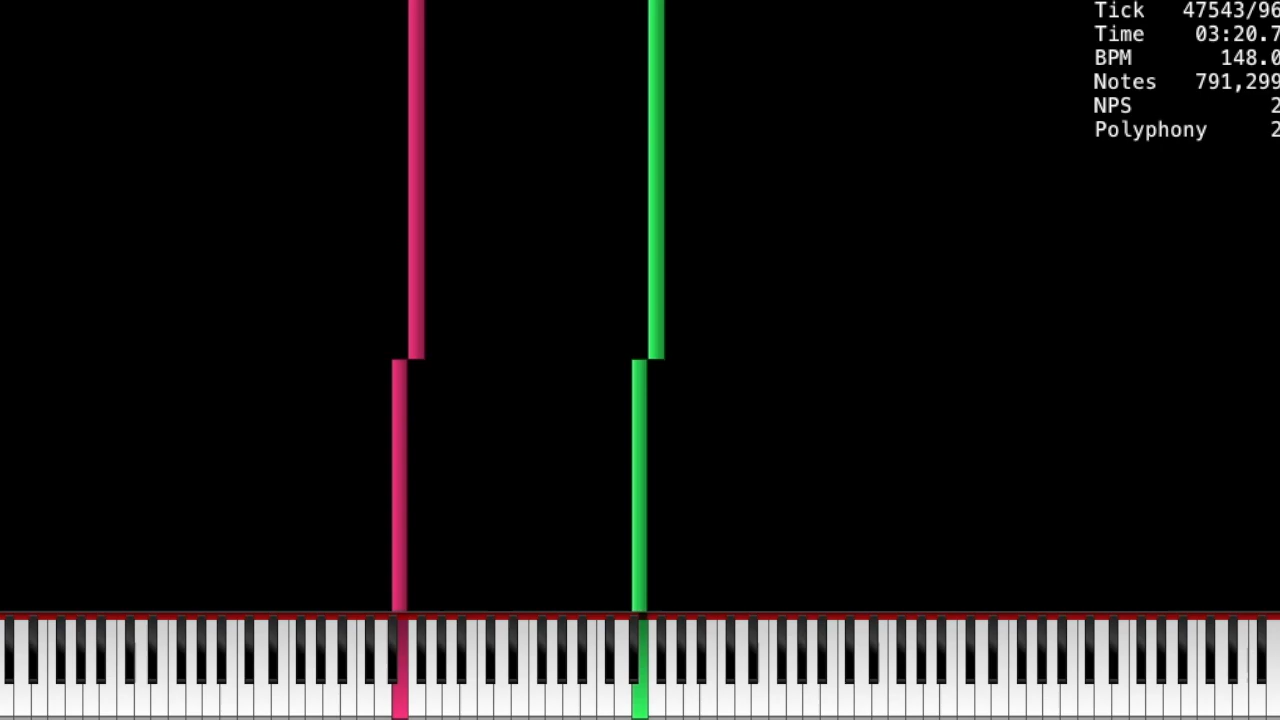 Tick 47543/96
Time 03:20.7
BPM 148.0
Notes 791,299
NPS 2
Polyphony 2